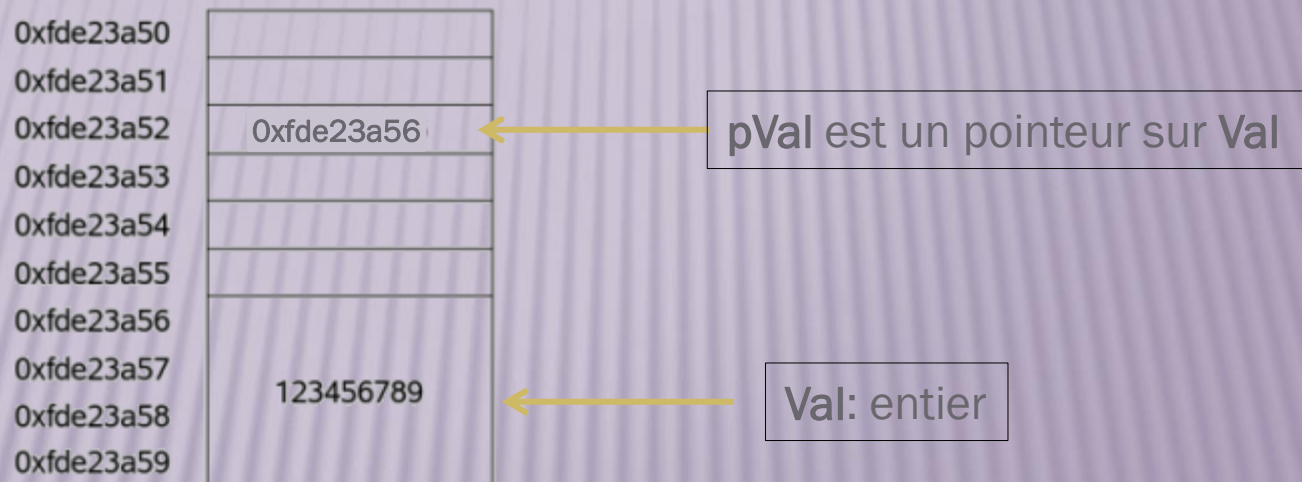 0xfde23a50
0xfde23a51
0xfde23a52 0xfde23a56 pVal est un pointeur sur Val
0xfde23a53
0xfde23a54
0xfde23a55
0xfde23a56
0xfde23a57
123456789 Val: entier
0xfde23a58
0xfde23a59